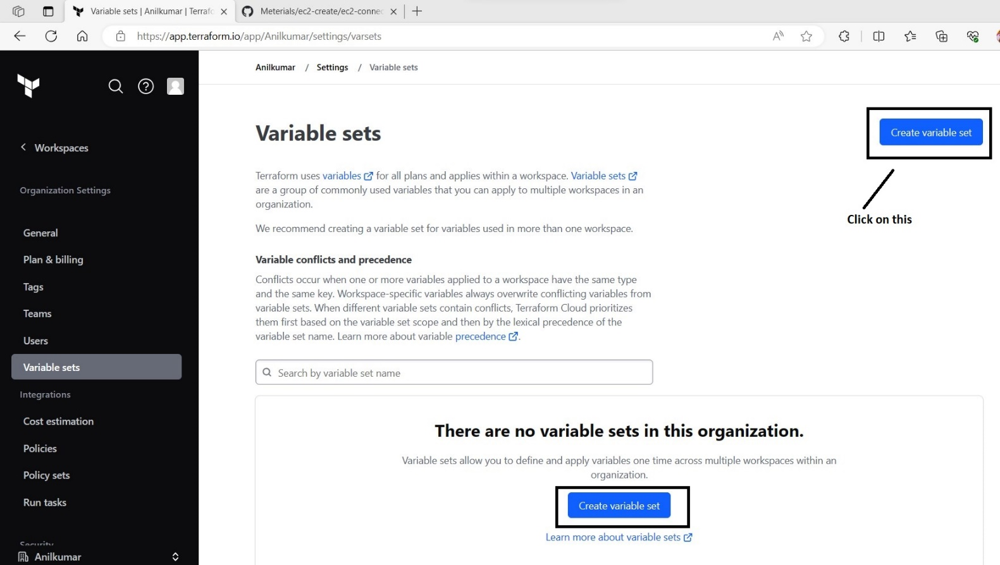 Variable sets | Anilkumar | Terrafo
Meterials/ec2-create/ec2-connec
https://app.terraform.io/app/Anilkumar/settings/varsets
Anilkumar / Settings / Variable sets
Workspaces
Organization Settings
General
Plan & billing
Tags
Teams
Users
Variable sets
Integrations
Cost estimation
Policies
Policy sets
Run tasks
Security
Anilkumar
Variable sets
Create variable set
Click on this
Terraform uses variables for all plans and applies within a workspace. Variable sets
are a group of commonly used variables that you can apply to multiple workspaces in an
organization.
We recommend creating a variable set for variables used in more than one workspace.
Variable conflicts and precedence
Conflicts occur when one or more variables applied to a workspace have the same type
and the same key. Workspace-specific variables always overwrite conflicting variables from
variable sets. When different variable sets contain conflicts, Terraform Cloud prioritizes
them first based on the variable set scope and then by the lexical precedence of the
variable set name. Learn more about variable precedence.
Search by variable set name
There are no variable sets in this organization.
Variable sets allow you to define and apply variables one time across multiple workspaces within an
organization.
Create variable set
Learn more about variable sets